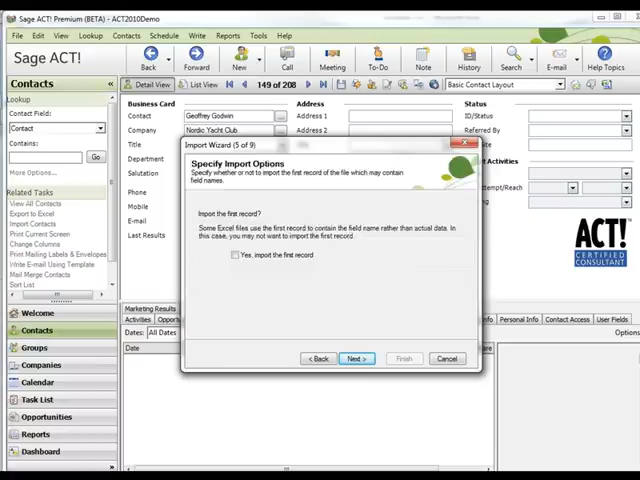 Sage ACT! Premium (BETA) - ACT2010Demo
File Edit View Lookup Contacts Schedule Write Reports Tools Help
Sage ACT!
Back Forward New Call Meeting To-Do Note History Search E-mail Help Topics
Contacts «
Detail View List View 149 of 208 Basic Contact Layout
Lookup
Contact Field:
Contact
Contains:
Go
More Options...
Related Tasks
View All Contacts
Export to Excel
Import Contacts
Print Current Screen
Change Columns
Print Mailing Labels & Envelopes
Write E-mail Using Template
Mail Merge Contacts
Sort List
Welcome
Contacts
Groups
Companies
Calendar
Task List
Opportunities
Reports
Dashboard
Business Card
Contact Geoffrey Godwin
Company Nordic Yacht Club
Title
Department
Salutation
Phone
Mobile
E-mail
Last Results
Address
Address 1
Address 2
Status
ID/Status
Referred By
Activities
Attempt/Reach
ACT!
CERTIFIED
CONSULTANT
Marketing Results
Activities
Personal Info Contact Access User Fields
Dates: All Dates
Options
Date
Import Wizard (5 of 9)
Specify Import Options
Specify whether or not to import the first record of the file which may contain
field names.
Import the first record?
Some Excel files use the first record to contain the field name rather than actual data. In
this case, you may not want to import the first record.
Yes, import the first record
< Back Next > Finish Cancel